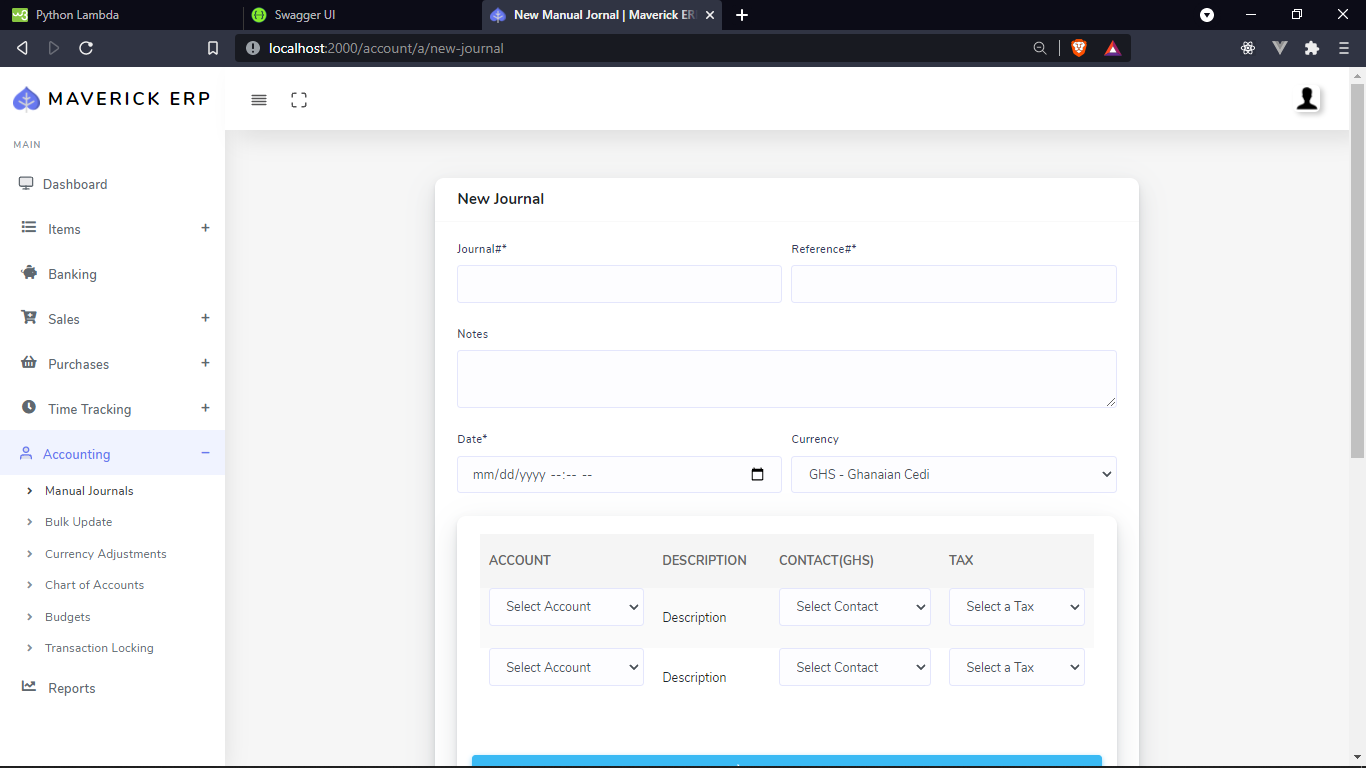 Python Lambda
Swagger UI
New Manual Jornal | Maverick ER
localhost:2000/account/a/new-journal
MAVERICK ERP
MAIN
Dashboard
Items +
Banking
Sales +
Purchases +
Time Tracking +
Accounting −
Manual Journals
Bulk Update
Currency Adjustments
Chart of Accounts
Budgets
Transaction Locking
Reports
New Journal
Journal#* Reference#*
Notes
Date* Currency
mm/dd/yyyy --:-- -- GHS - Ghanaian Cedi
ACCOUNT DESCRIPTION CONTACT(GHS) TAX
Select Account Description Select Contact Select a Tax
Select Account Description Select Contact Select a Tax